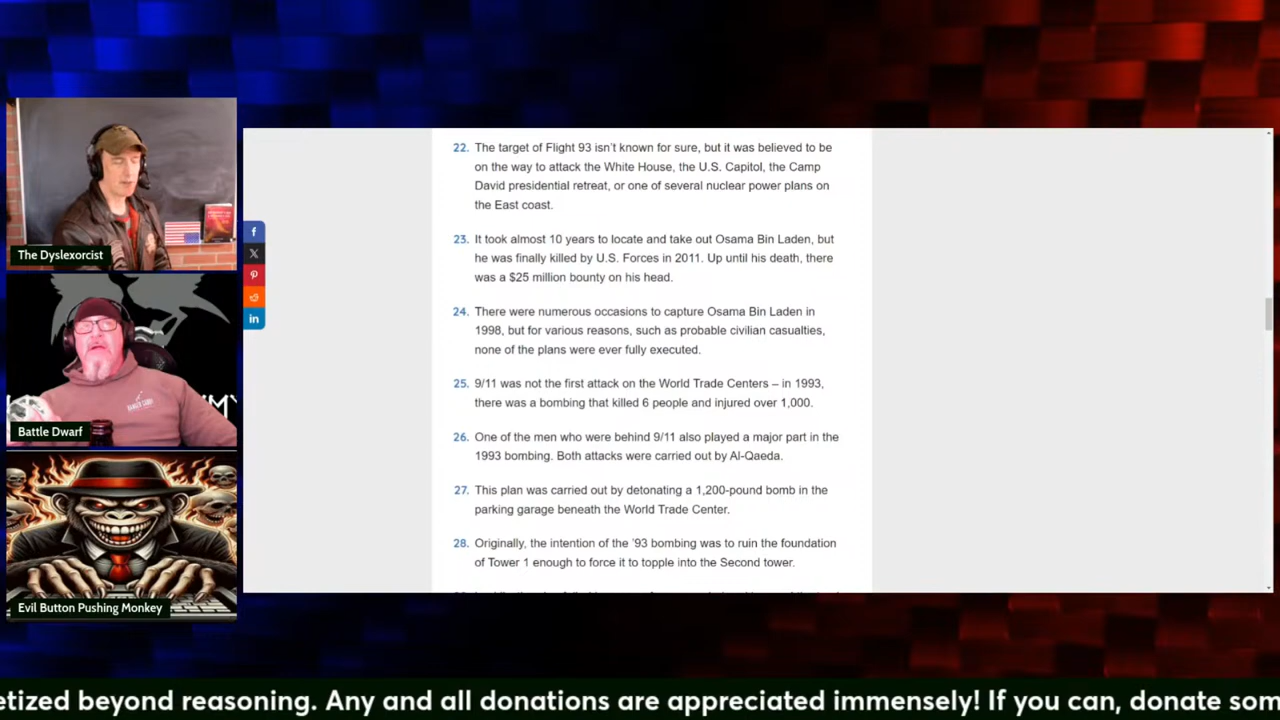 The Dyslexorcist
Battle Dwarf
Evil Button Pushing Monkey
22. The target of Flight 93 isn't known for sure, but it was believed to be
on the way to attack the White House, the U.S. Capitol, the Camp
David presidential retreat, or one of several nuclear power plans on
the East coast.
23. It took almost 10 years to locate and take out Osama Bin Laden, but
he was finally killed by U.S. Forces in 2011. Up until his death, there
was a $25 million bounty on his head.
24. There were numerous occasions to capture Osama Bin Laden in
1998, but for various reasons, such as probable civilian casualties,
none of the plans were ever fully executed.
25. 9/11 was not the first attack on the World Trade Centers – in 1993,
there was a bombing that killed 6 people and injured over 1,000.
26. One of the men who were behind 9/11 also played a major part in the
1993 bombing. Both attacks were carried out by Al-Qaeda.
27. This plan was carried out by detonating a 1,200-pound bomb in the
parking garage beneath the World Trade Center.
28. Originally, the intention of the '93 bombing was to ruin the foundation
of Tower 1 enough to force it to topple into the Second tower.
etized beyond reasoning. Any and all donations are appreciated immensely! If you can, donate som